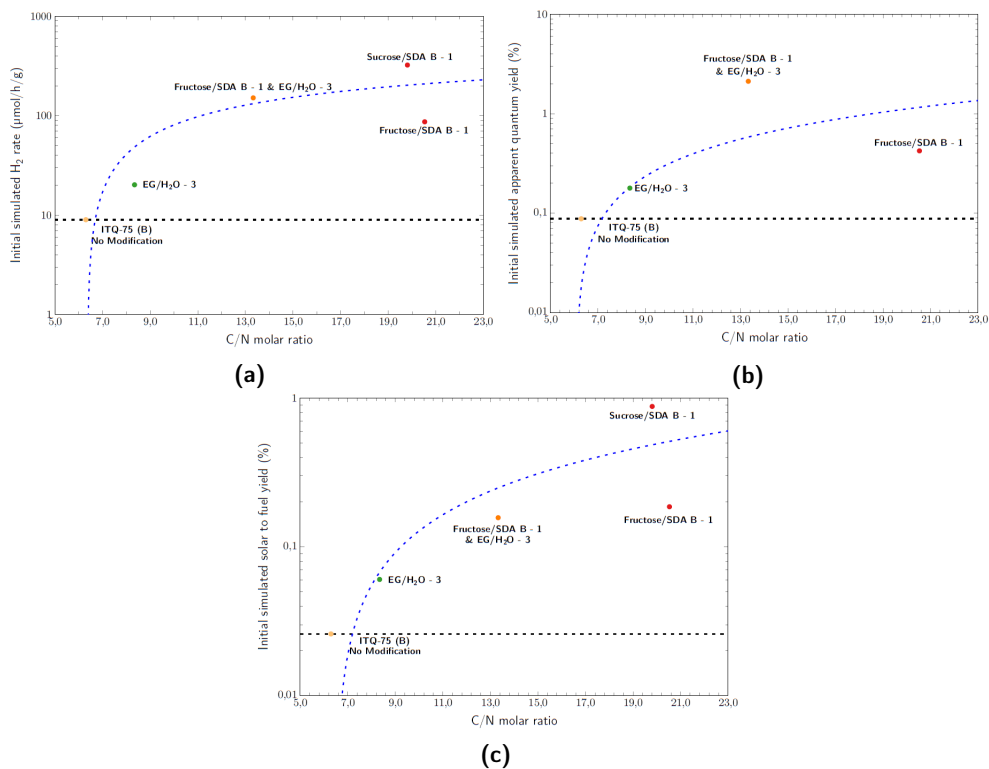 1000
100
10
1
Initial simulated H₂ rate (µmol/h/g)
Sucrose/SDA B - 1
Fructose/SDA B - 1 & EG/H₂O - 3
Fructose/SDA B - 1
EG/H₂O - 3
ITQ-75 (B)
No Modification
5,0 7,0 9,0 11,0 13,0 15,0 17,0 19,0 21,0 23,0
C/N molar ratio
(a)
10
1
0,1
0,01
Initial simulated apparent quantum yield (%)
Fructose/SDA B - 1
& EG/H₂O - 3
Fructose/SDA B - 1
EG/H₂O - 3
ITQ-75 (B)
No Modification
5,0 7,0 9,0 11,0 13,0 15,0 17,0 19,0 21,0 23,0
C/N molar ratio
(b)
1
0,1
0,01
Initial simulated solar to fuel yield (%)
Sucrose/SDA B - 1
Fructose/SDA B - 1
Fructose/SDA B - 1
& EG/H₂O - 3
EG/H₂O - 3
ITQ-75 (B)
No Modification
5,0 7,0 9,0 11,0 13,0 15,0 17,0 19,0 21,0 23,0
C/N molar ratio
(c)